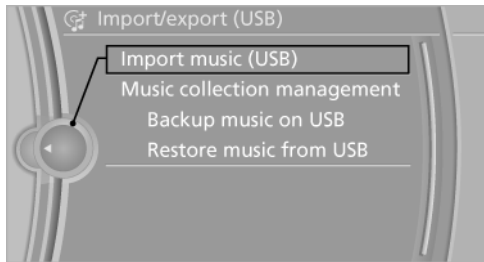 Import/export (USB)
Import music (USB)
Music collection management
Backup music on USB
Restore music from USB